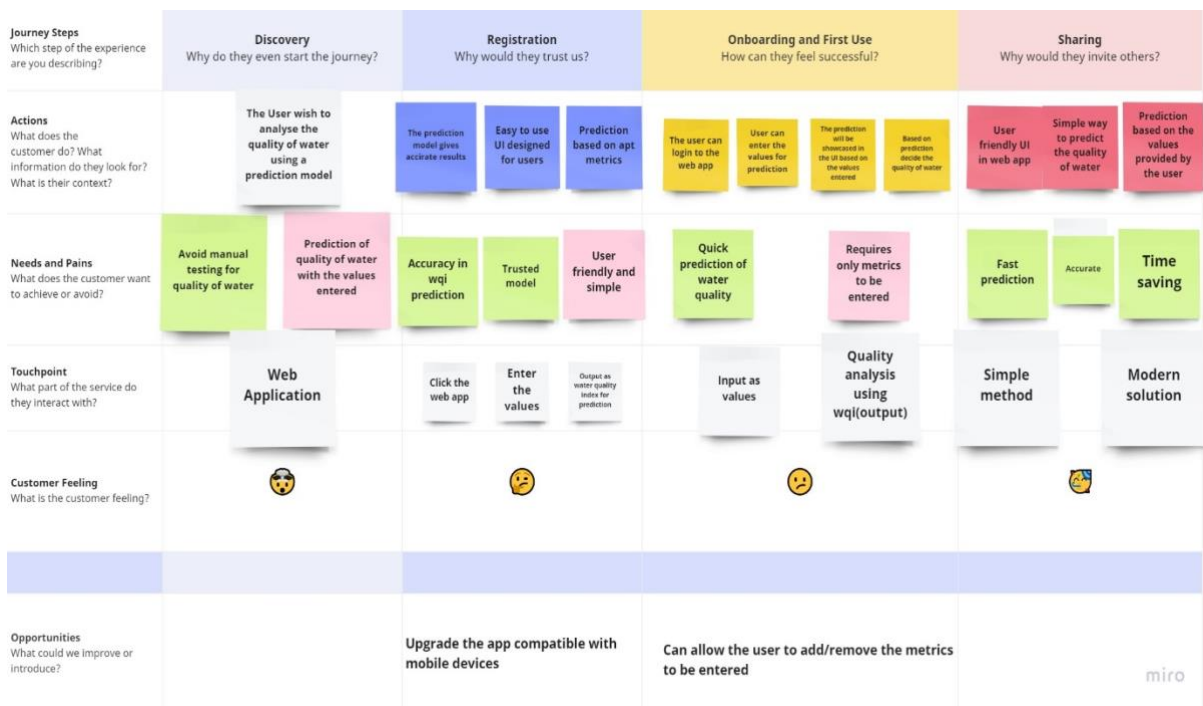 Journey Steps
Which step of the experience
are you describing?
Discovery
Why do they even start the journey?
Registration
Why would they trust us?
Onboarding and First Use
How can they feel successful?
Sharing
Why would they invite others?
Actions
What does the
customer do? What
information do they look for?
What is their context?
The User wish to
analyse the
quality of water
using a
prediction model
The prediction
model gives
accirate results
Easy to use
UI designed
for users
Prediction
based on apt
metrics
The user can
login to the
web app
User can
enter the
values for
prediction
The prediction
will be
showcased in
the UI based on
the values
entered
Based on
prediction
decide the
quality of water
User
friendly UI
in web app
Simple way
to predict
the quality
of water
Prediction
based on the
values
provided by
the user
Needs and Pains
What does the customer want
to achieve or avoid?
Avoid manual
testing for
quality of water
Prediction of
quality of water
with the values
entered
Accuracy in
wqi
prediction
Trusted
model
User
friendly and
simple
Quick
prediction of
water
quality
Requires
only metrics
to be
entered
Fast
prediction
Accurate
Time
saving
Touchpoint
What part of the service do
they interact with?
Web
Application
Click the
web app
Enter
the
values
Output as
water quality
index for
prediction
Input as
values
Quality
analysis
using
wqi(output)
Simple
method
Modern
solution
Customer Feeling
What is the customer feeling?
Opportunities
What could we improve or
introduce?
Upgrade the app compatible with
mobile devices
Can allow the user to add/remove the metrics
to be entered
miro